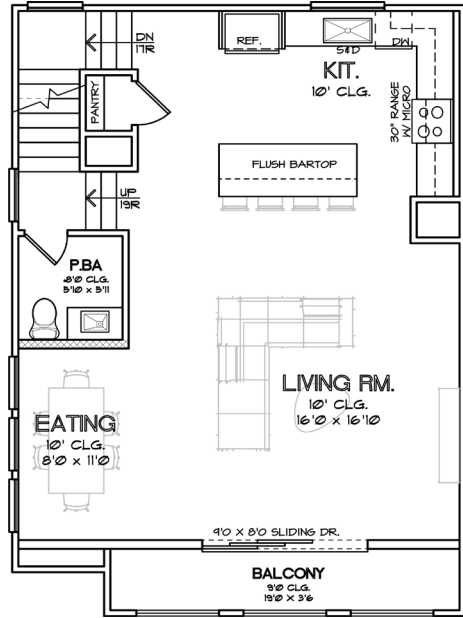 DN
17R
REF.
S&D
DW
KIT.
10' CLG.
PANTRY
30" RANGE
W/ MICRO
FLUSH BARTOP
UP
19R
P.BA
8'0 CLG.
5'10 x 5'11
LIVING RM.
10' CLG.
16'0 x 16'10
EATING
10' CLG.
8'0 x 11'0
9'0 X 8'0 SLIDING DR.
BALCONY
9'0 CLG.
19'0 X 3'6